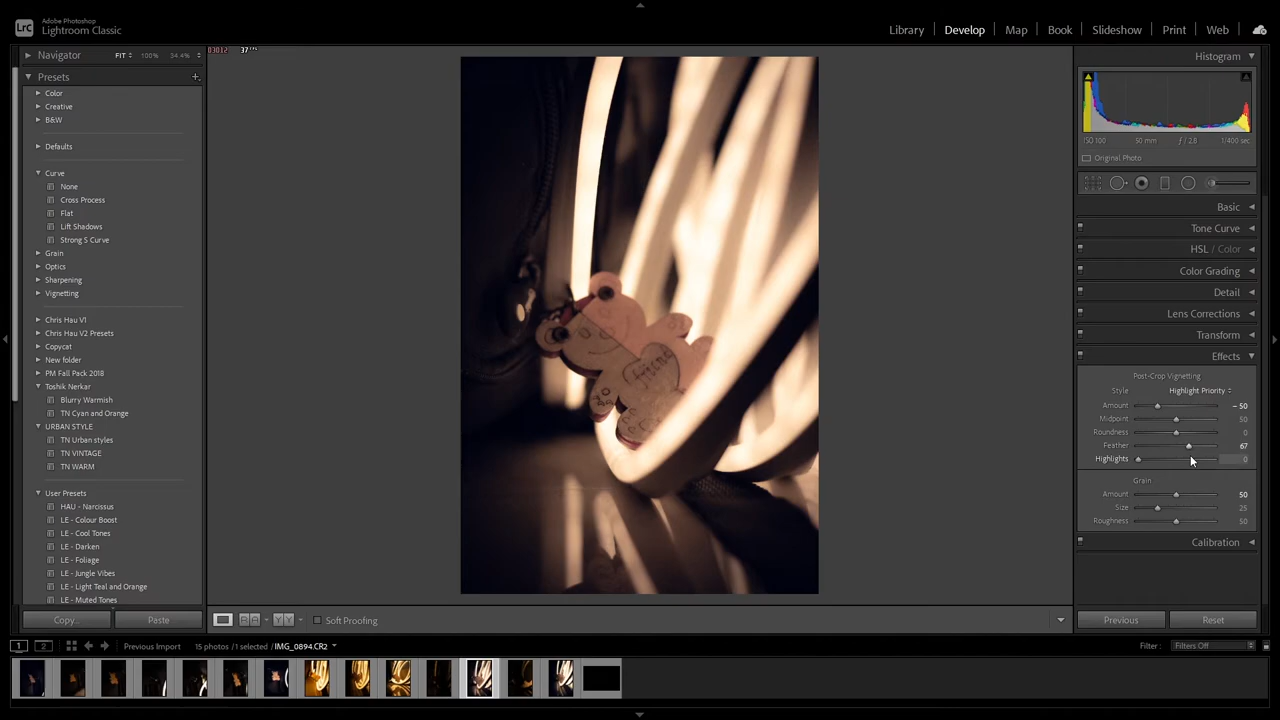 Adobe Photoshop
Lrc Lightroom Classic
Library Develop Map Book Slideshow Print Web
Navigator FIT 100% 34.4%
Presets
Color
Creative
B&W
Defaults
Curve
None
Cross Process
Flat
Lift Shadows
Strong S Curve
Grain
Optics
Sharpening
Vignetting
Chris Hau V1
Chris Hau V2 Presets
Copycat
New folder
PM Fall Pack 2018
Toshik Nerkar
Blurry Warmish
TN Cyan and Orange
URBAN STYLE
TN Urban styles
TN VINTAGE
TN WARM
User Presets
HAU - Narcissus
LE - Colour Boost
LE - Cool Tones
LE - Darken
LE - Foliage
LE - Jungle Vibes
LE - Light Teal and Orange
LE - Muted Tones
Copy... Paste
friend
Histogram
ISO 100 50 mm ƒ / 2.8 1/400 sec
Original Photo
Basic
Tone Curve
HSL / Color
Color Grading
Detail
Lens Corrections
Transform
Effects
Post-Crop Vignetting
Style Highlight Priority
Amount – 50
Midpoint 50
Roundness 0
Feather 67
Highlights 0
Grain
Amount 50
Size 25
Roughness 50
Calibration
Previous Reset
R A Y Y Soft Proofing
1 2 Previous Import 15 photos / 1 selected / IMG_0894.CR2 Filter : Filters Off